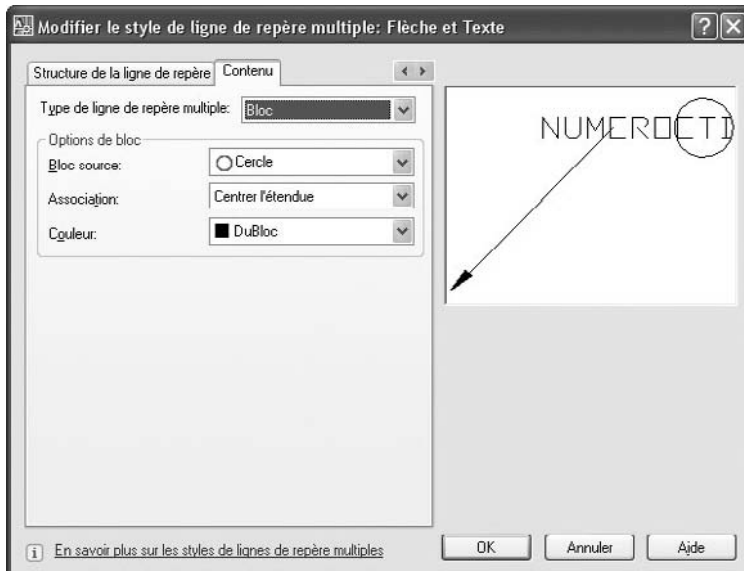 Modifier le style de ligne de repère multiple: Flèche et Texte
Structure de la ligne de repère
Contenu
Type de ligne de repère multiple:
Bloc
Options de bloc
Bloc source:
Cercle
Association:
Centrer l'étendue
Couleur:
DuBloc
NUMEROCTI
En savoir plus sur les styles de lignes de repère multiples
OK
Annuler
Aide